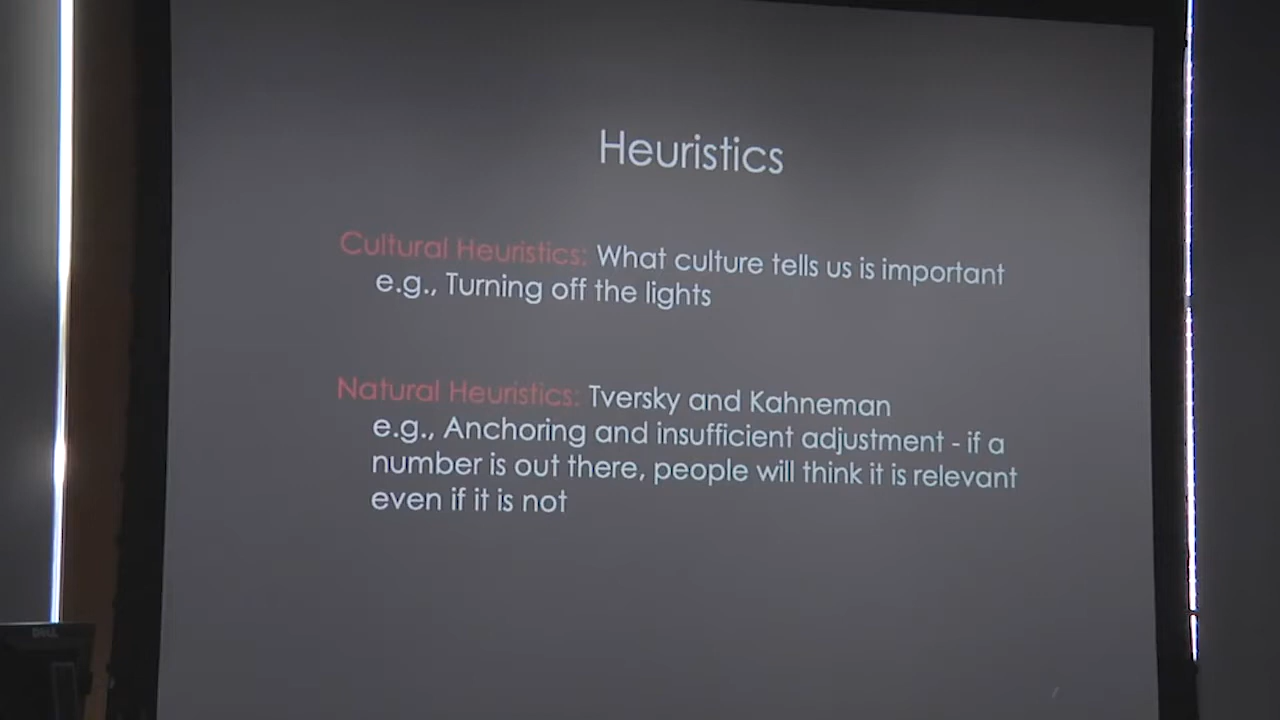 Heuristics
Cultural Heuristics: What culture tells us is important
e.g., Turning off the lights
Natural Heuristics: Tversky and Kahneman
e.g., Anchoring and insufficient adjustment - if a
number is out there, people will think it is relevant
even if it is not
DELL